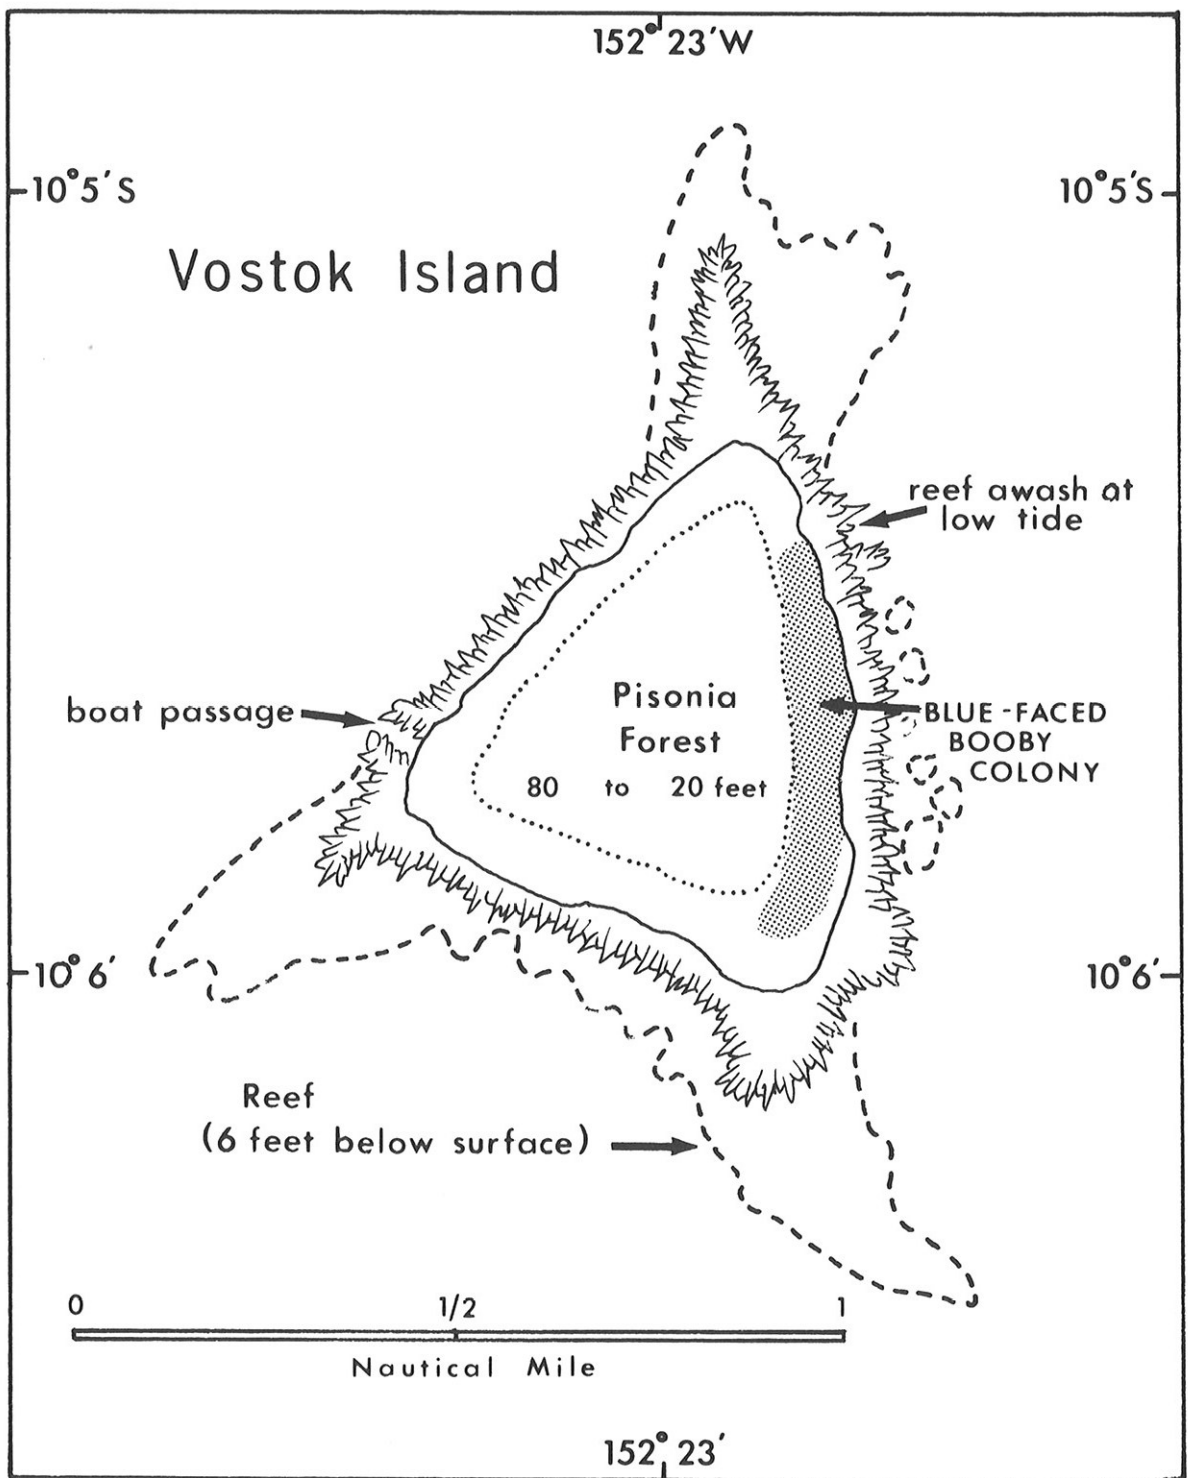 152°23'W
10°5'S
10°5'S
Vostok Island
reef awash at
low tide
boat passage
Pisonia
Forest
80 to 20 feet
BLUE-FACED
BOOBY
COLONY
10°6'
10°6'
Reef
(6 feet below surface)
0 1/2 1
Nautical Mile
152°23'